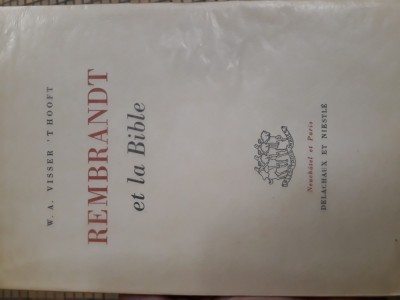 W. A. VISSER 'T HOOFT
REMBRANDT
et la Bible
Neuchâtel et Paris
DELACHAUX ET NIESTLÉ